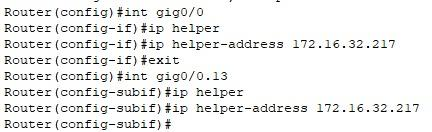 Router(config)#int gig0/0
Router(config-if)#ip helper
Router(config-if)#ip helper-address 172.16.32.217
Router(config-if)#exit
Router(config)#int gig0/0.13
Router(config-subif)#ip helper
Router(config-subif)#ip helper-address 172.16.32.217
Router(config-subif)#